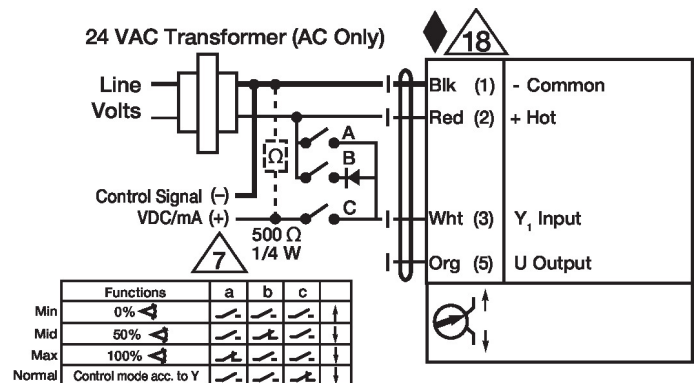 24 VAC Transformer (AC Only)
18
Line
Volts
Blk (1) - Common
Red (2) + Hot
A
B
C
Ω
Control Signal (–)
VDC/mA (+)
500 Ω
1/4 W
7
Wht (3) Y₁ Input
Org (5) U Output
Functions a b c
Min 0%
Mid 50%
Max 100%
Normal Control mode acc. to Y